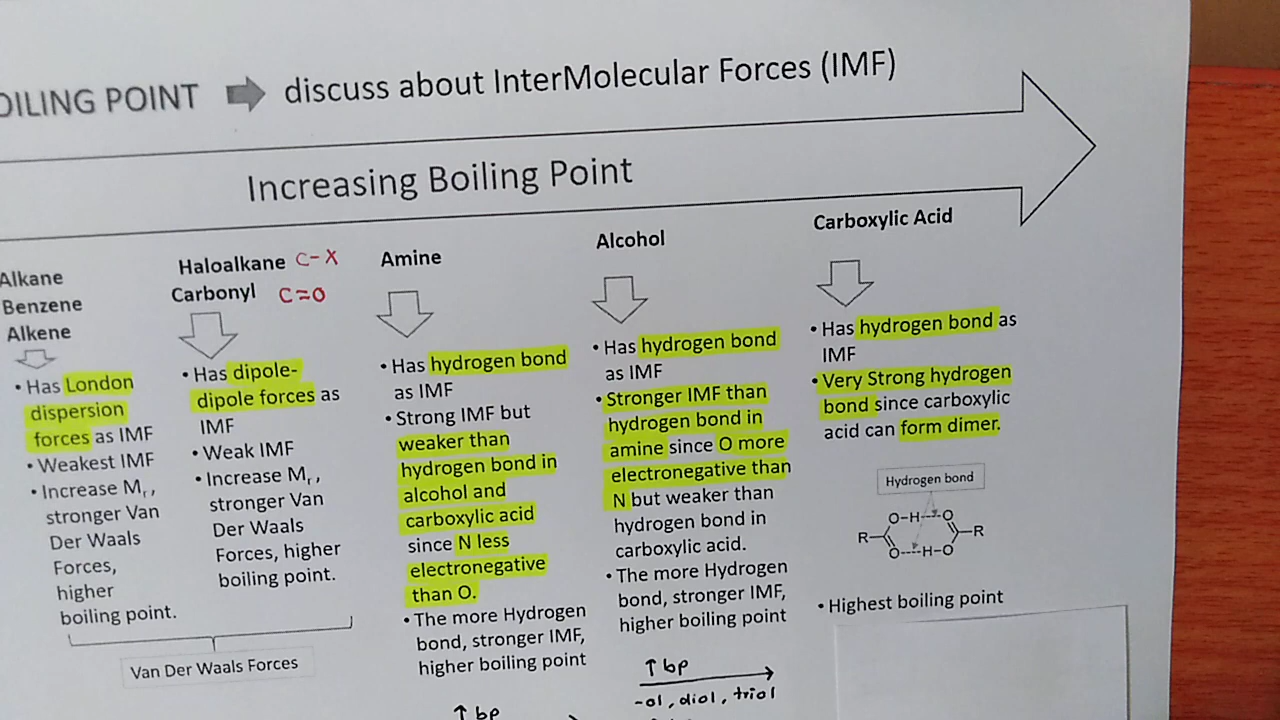 OILING POINT ➡ discuss about InterMolecular Forces (IMF)
Increasing Boiling Point
Alkane
Benzene
Alkene
• Has London
dispersion
forces as IMF
• Weakest IMF
• Increase Mr,
stronger Van
Der Waals
Forces,
higher
boiling point.
Haloalkane C-X
Carbonyl C=O
• Has dipole-
dipole forces as
IMF
• Weak IMF
• Increase Mr,
stronger Van
Der Waals
Forces, higher
boiling point.
Van Der Waals Forces
Amine
• Has hydrogen bond
as IMF
• Strong IMF but
weaker than
hydrogen bond in
alcohol and
carboxylic acid
since N less
electronegative
than O.
• The more Hydrogen
bond, stronger IMF,
higher boiling point
↑ bp
Alcohol
• Has hydrogen bond
as IMF
• Stronger IMF than
hydrogen bond in
amine since O more
electronegative than
N but weaker than
hydrogen bond in
carboxylic acid.
• The more Hydrogen
bond, stronger IMF,
higher boiling point
↑ bp
-ol, diol, triol
Carboxylic Acid
• Has hydrogen bond as
IMF
• Very Strong hydrogen
bond since carboxylic
acid can form dimer.
Hydrogen bond
O-H---O
R R
O---H-O
• Highest boiling point